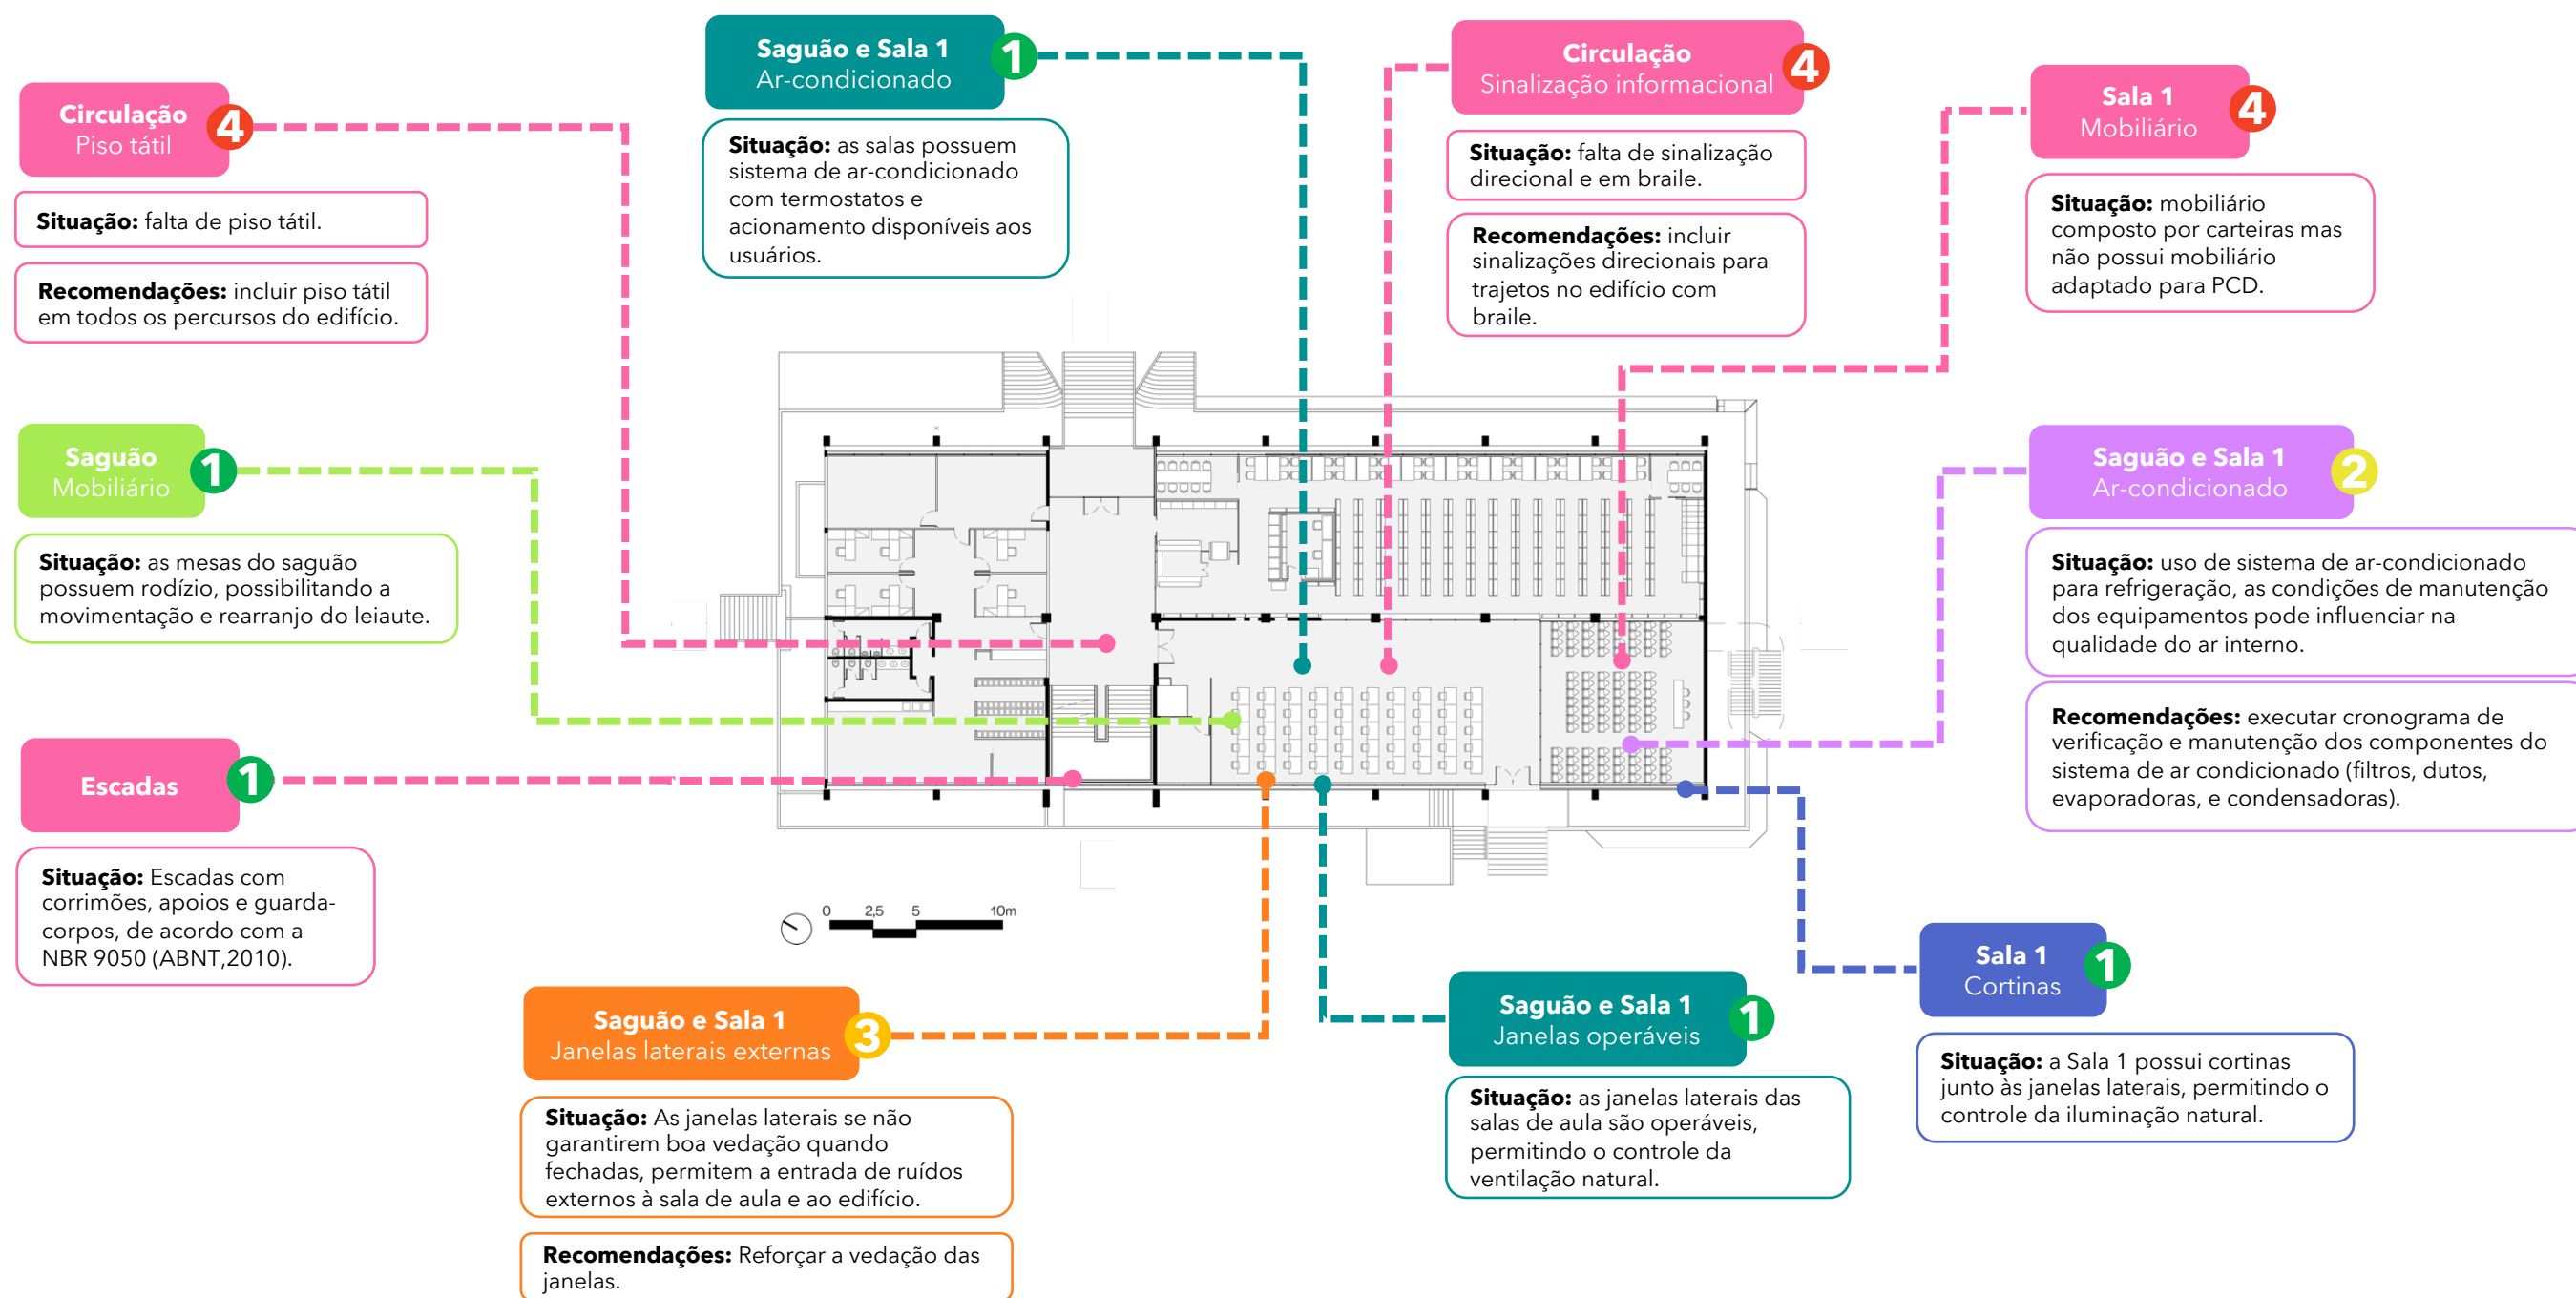 Circulação
Piso tátil
4
Situação: falta de piso tátil.
Recomendações: incluir piso tátil
em todos os percursos do edifício.
Saguão e Sala 1
Ar-condicionado
1
Situação: as salas possuem
sistema de ar-condicionado
com termostatos e
acionamento disponíveis aos
usuários.
Circulação
Sinalização informacional
4
Situação: falta de sinalização
direcional e em braile.
Recomendações: incluir
sinalizações direcionais para
trajetos no edifício com
braile.
Sala 1
Mobiliário
4
Situação: mobiliário
composto por carteiras mas
não possui mobiliário
adaptado para PCD.
Saguão
Mobiliário
1
Situação: as mesas do saguão
possuem rodízio, possibilitando a
movimentação e rearranjo do leiaute.
Saguão e Sala 1
Ar-condicionado
2
Situação: uso de sistema de ar-condicionado
para refrigeração, as condições de manutenção
dos equipamentos pode influenciar na
qualidade do ar interno.
Recomendações: executar cronograma de
verificação e manutenção dos componentes do
sistema de ar condicionado (filtros, dutos,
evaporadoras, e condensadoras).
Escadas
1
Situação: Escadas com
corrimões, apoios e guarda-
corpos, de acordo com a
NBR 9050 (ABNT,2010).
0 2,5 5 10m
Saguão e Sala 1
Janelas laterais externas
3
Situação: As janelas laterais se não
garantirem boa vedação quando
fechadas, permitem a entrada de ruídos
externos à sala de aula e ao edifício.
Recomendações: Reforçar a vedação das
janelas.
Saguão e Sala 1
Janelas operáveis
1
Situação: as janelas laterais das
salas de aula são operáveis,
permitindo o controle da
ventilação natural.
Sala 1
Cortinas
1
Situação: a Sala 1 possui cortinas
junto às janelas laterais, permitindo o
controle da iluminação natural.